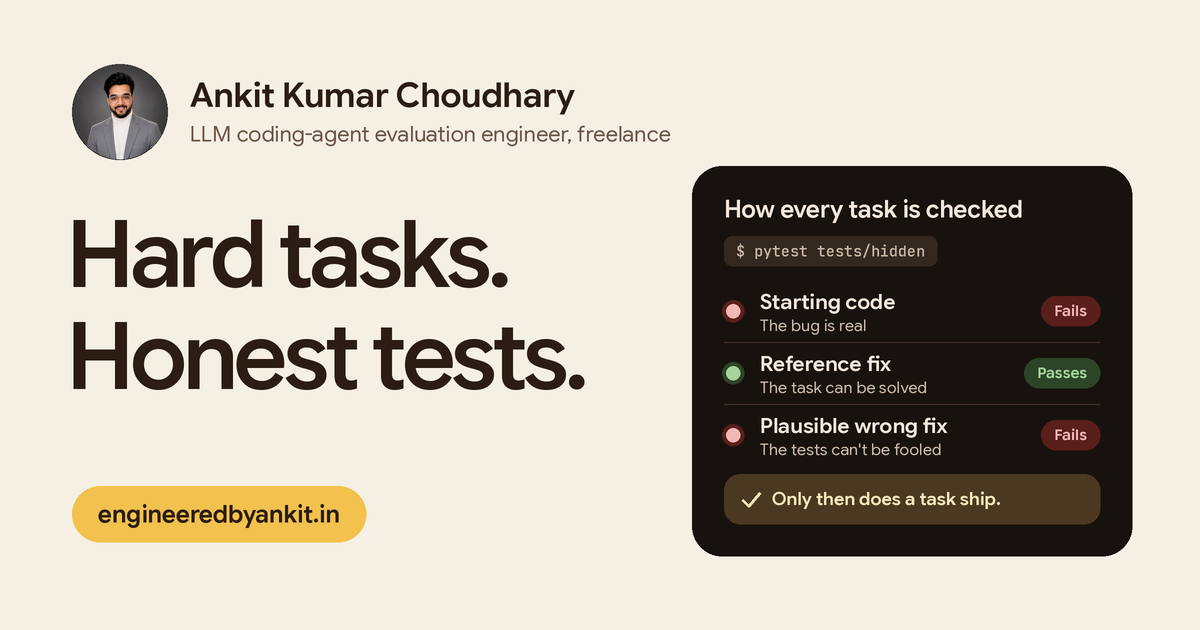 Ankit Kumar Choudhary
LLM coding-agent evaluation engineer, freelance
Hard tasks.
Honest tests.
engineeredbyankit.in
How every task is checked
$ pytest tests/hidden
Starting code
The bug is real
Fails
Reference fix
The task can be solved
Passes
Plausible wrong fix
The tests can't be fooled
Fails
Only then does a task ship.